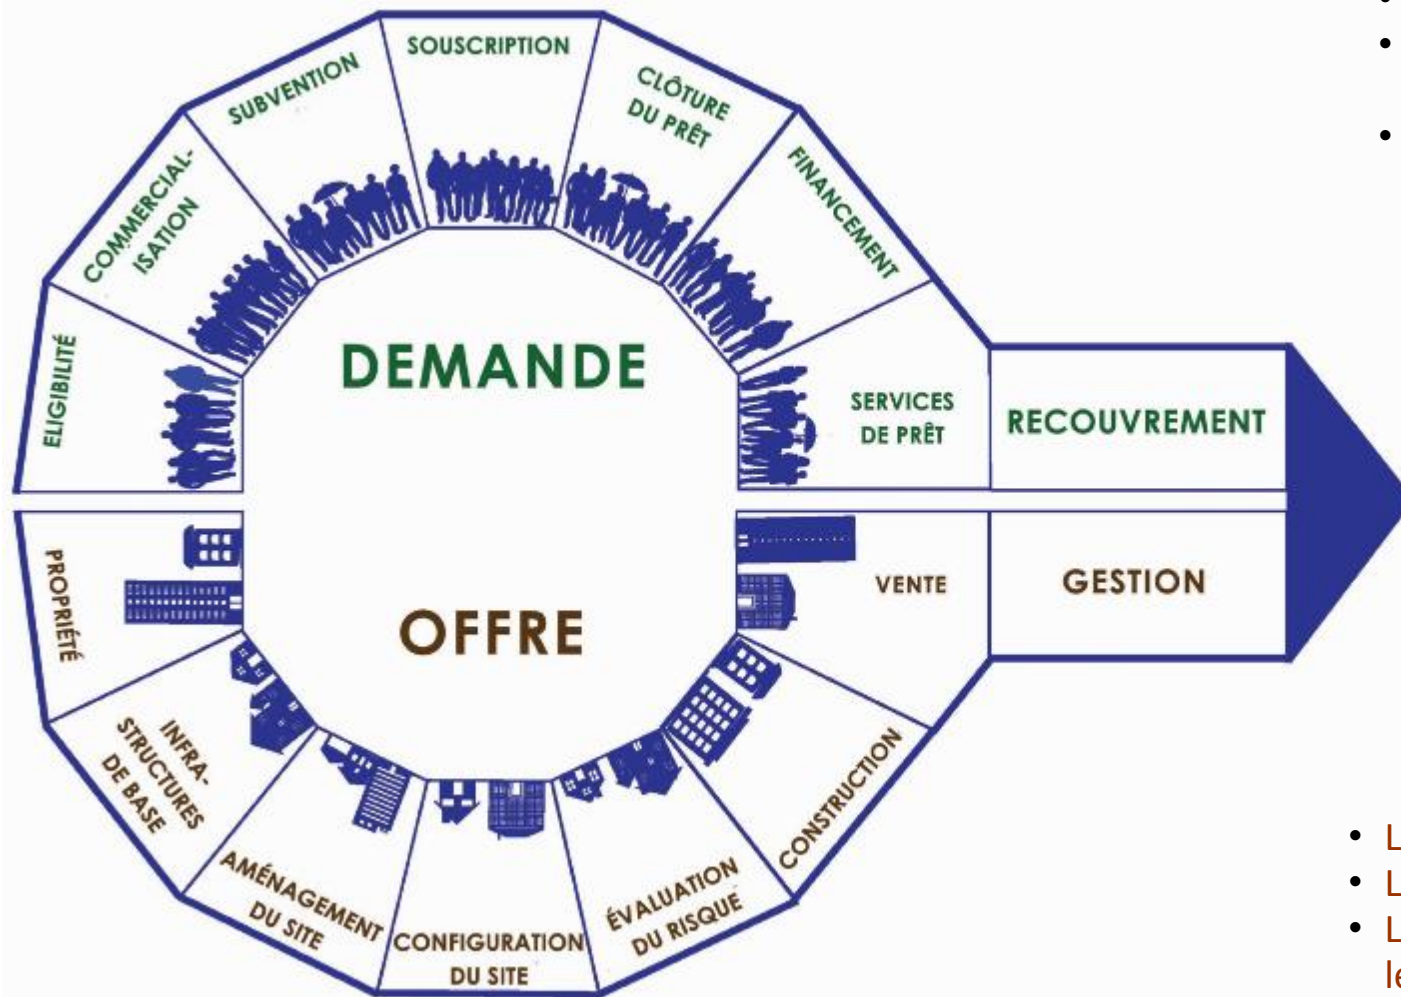 SOUSCRIPTION
SUBVENTION
CLÔTURE
DU PRÊT
COMMERCIAL-
ISATION
FINANCEMENT
ELIGIBILITÉ
DEMANDE
SERVICES
DE PRÊT
RECOUVREMENT
PROPRIÉTÉ
OFFRE
VENTE
GESTION
INFRA-
STRUCTURES
DE BASE
CONSTRUCTION
AMÉNAGEMENT
DU SITE
CONFIGURATION
DU SITE
ÉVALUATION
DU RISQUE
• L
• L
• L
le